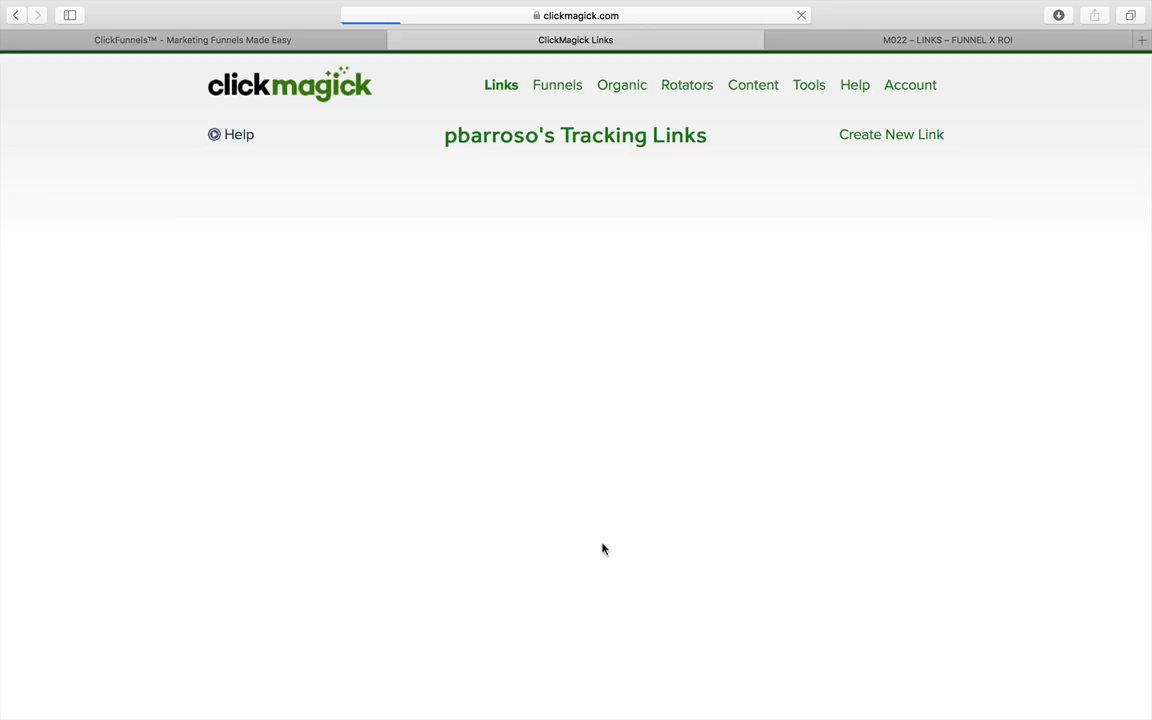 clickmagick.com
ClickFunnels™ - Marketing Funnels Made Easy
ClickMagick Links
M022 – LINKS – FUNNEL X ROI
clickmagick
Links
Funnels
Organic
Rotators
Content
Tools
Help
Account
Help
pbarroso's Tracking Links
Create New Link